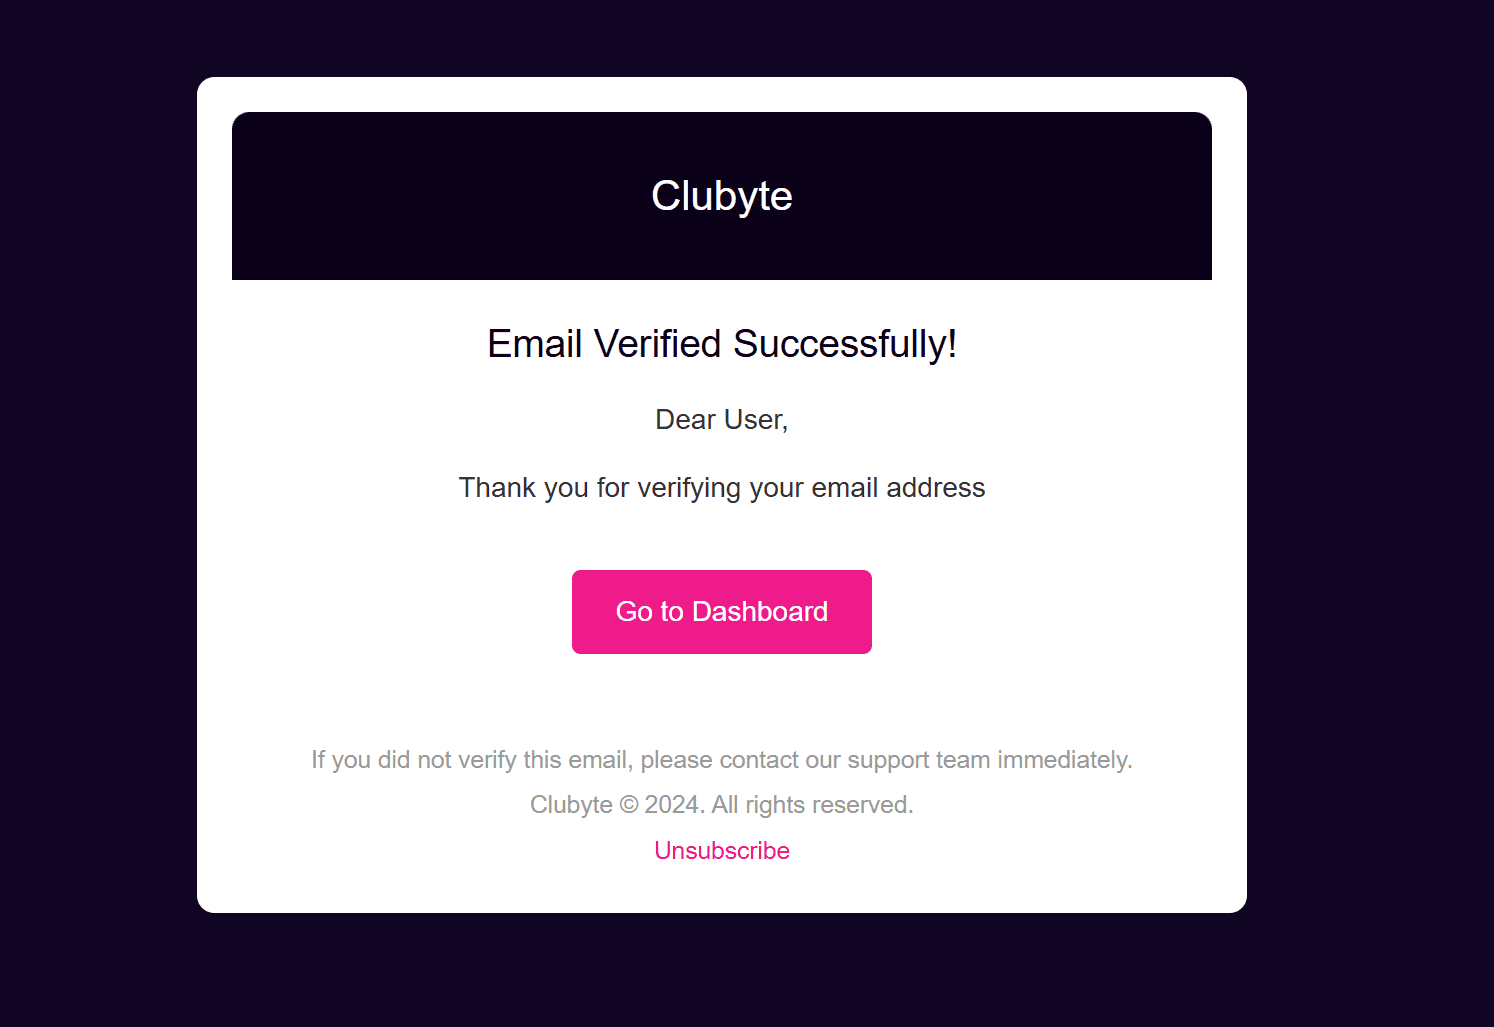 Clubyte
Email Verified Successfully!
Dear User,
Thank you for verifying your email address
Go to Dashboard
If you did not verify this email, please contact our support team immediately.
Clubyte © 2024. All rights reserved.
Unsubscribe